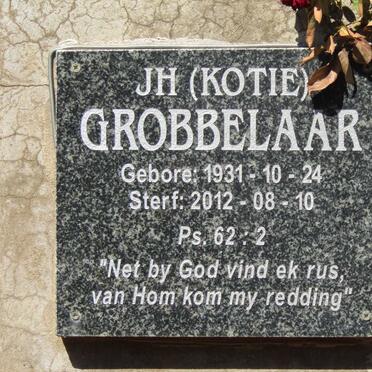 JH (KOTIE)
GROBBELAAR
Gebore: 1931 - 10 - 24
Sterf: 2012 - 08 - 10
Ps. 62 : 2
"Net by God vind ek rus,
van Hom kom my redding"